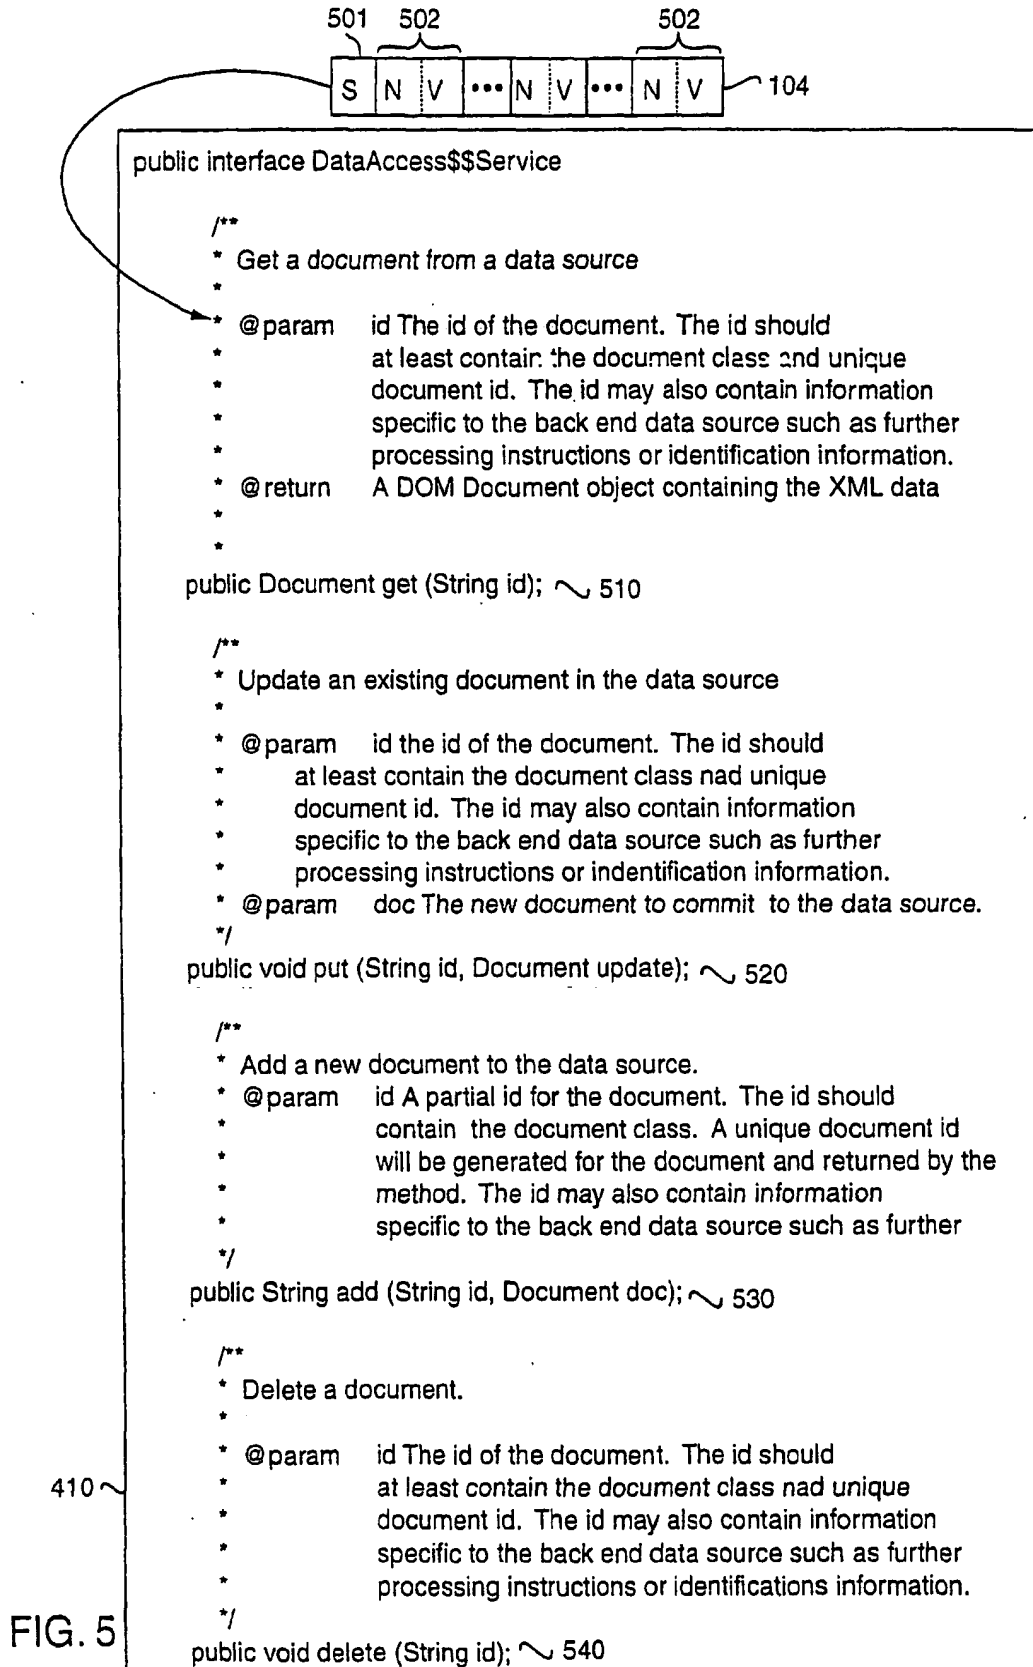 501 502 502
S N V ••• N V ••• N V 104
public interface DataAccess$$Service
/**
* Get a document from a data source
*
* @param id The id of the document. The id should
* at least contain the document class and unique
* document id. The id may also contain information
* specific to the back end data source such as further
* processing instructions or identification information.
* @return A DOM Document object containing the XML data
*
*
public Document get (String id); 510
/**
* Update an existing document in the data source
*
* @param id the id of the document. The id should
* at least contain the document class nad unique
* document id. The id may also contain information
* specific to the back end data source such as further
* processing instructions or indentification information.
* @param doc The new document to commit to the data source.
*/
public void put (String id, Document update); 520
/**
* Add a new document to the data source.
* @param id A partial id for the document. The id should
* contain the document class. A unique document id
* will be generated for the document and returned by the
* method. The id may also contain information
* specific to the back end data source such as further
*/
public String add (String id, Document doc); 530
/**
* Delete a document.
*
* @param id The id of the document. The id should
410 * at least contain the document class nad unique
* document id. The id may also contain information
* specific to the back end data source such as further
* processing instructions or identifications information.
*/
FIG. 5
public void delete (String id); 540